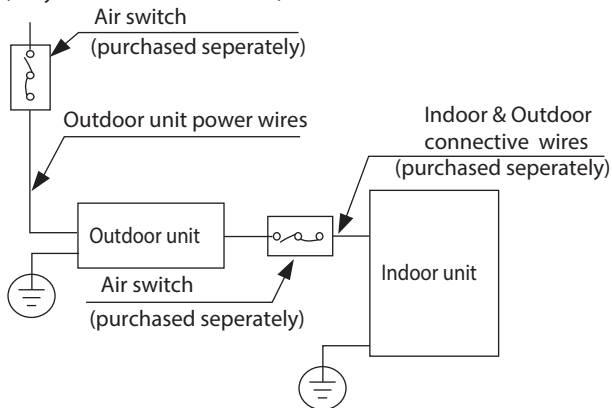 Air switch
(purchased seperately)
Outdoor unit power wires
Indoor & Outdoor
connective wires
(purchased seperately)
Outdoor unit
Indoor unit
Air switch
(purchased seperately)